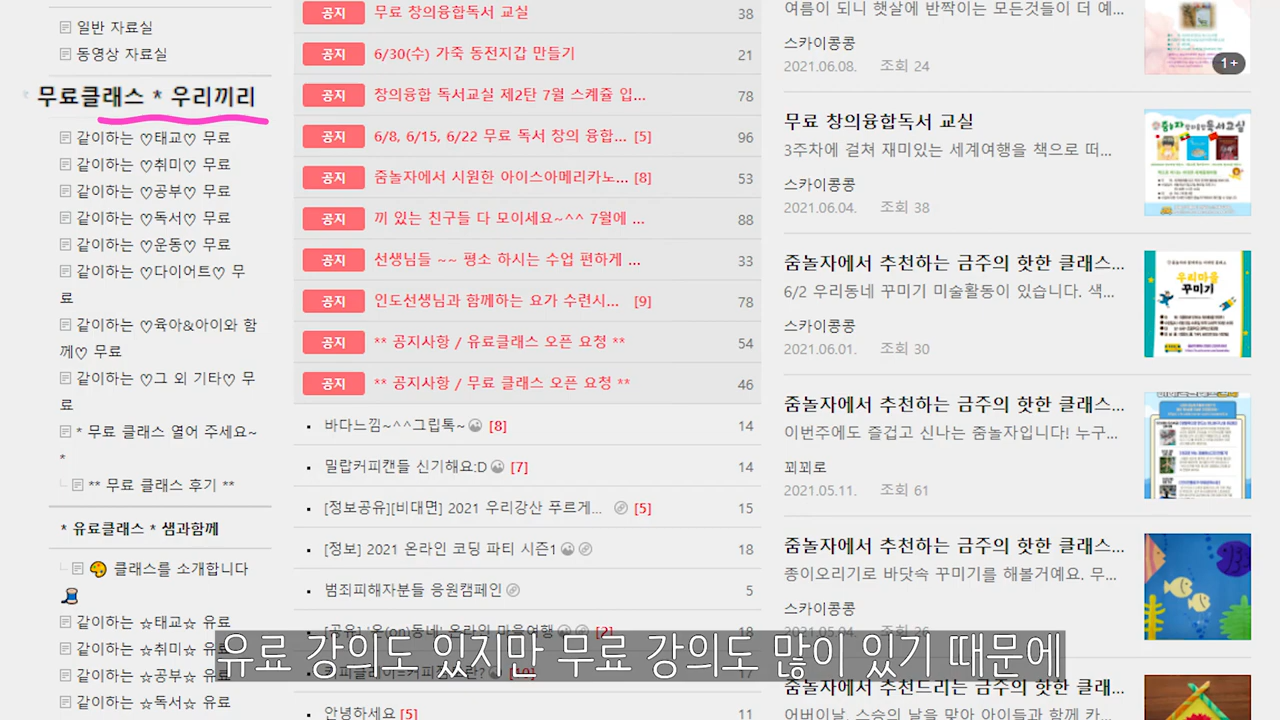 일반 자료실
동영상 자료실
무료클래스 * 우리끼리
같이하는 ♡태교♡ 무료
같이하는 ♡취미♡ 무료
같이하는 ♡공부♡ 무료
같이하는 ♡독서♡ 무료
같이하는 ♡운동♡ 무료
같이하는 ♡다이어트♡ 무
료
같이하는 ♡육아&아이와 함
께♡ 무료
같이하는 ♡그 외 기타♡ 무
료
* 무료 클래스 열어 주세요~
*
** 무료 클래스 후기 **
* 유료클래스 * 샘과함께
클래스를 소개합니다
같이하는 ☆태교☆ 유료
같이하는 ☆취미☆ 유료
같이하는 ☆공부☆ 유료
같이하는 ☆독서☆ 유료
공지 무료 창의융합독서 교실 38
공지 6/30(수) 가죽 동전지갑 만들기
공지 창의융합 독서교실 제2탄 7월 스케쥴 입... 78
공지 6/8, 6/15, 6/22 무료 독서 창의 융합... [5]
공지 줌놀자에서 시원한 아이스아메리카노... [8]
공지 끼 있는 친구들 다 모이세요~^^ 7월에 ... 88
공지 선생님들 ~~ 평소 하시는 수업 편하게 ... 33
공지 인도선생님과 함께하는 요가 수련시... [9] 78
공지 ** 공지사항 / 무료 클래스 오픈 요청 **
공지 ** 공지사항 / 무료 클래스 오픈 요청 ** 46
바다느낌~^^그립톡~ [8] 17
밀랍커피캔들 신기해요:D [7] 14
[정보공유][비대면] 2021 우리강산 푸르게... [5] 15
[정보] 2021 온라인 코딩 파티 시즌1 18
범죄피해자분들 응원캠페인 5
[2] 18
[10] 17
안녕하세요 [5] 11
여름이 되니 햇살에 반짝이는 모든것들이 더 예...
스카이콩콩
2021.06.08. 조회 24
1+
무료 창의융합독서 교실
3주차에 걸쳐 재미있는 세계여행을 책으로 떠...
스카이콩콩
2021.06.04. 조회 38
줌놀자에서 추천하는 금주의 핫한 클래스...
6/2 우리동네 꾸미기 미술활동이 있습니다. 색...
스카이콩콩
2021.06.01. 조회 30
우리마을
꾸미기
줌놀자에서 추천하는 금주의 핫한 클래스...
이번주에도 즐겁고신나는 줌놀자입니다! 누구...
꾀꼬로
2021.05.11. 조회 61
줌놀자에서 추천하는 금주의 핫한 클래스...
종이오리기로 바닷속 꾸미기를 해볼거예요. 무...
스카이콩콩
2021.05.04. 조회 26
줌놀자에서 추천드리는 금주의 핫한 클래...
어버이날, 스승의 날을 맞아 아이들과 함께 카...
유료 강의도 있지만 무료 강의도 많이 있기 때문에